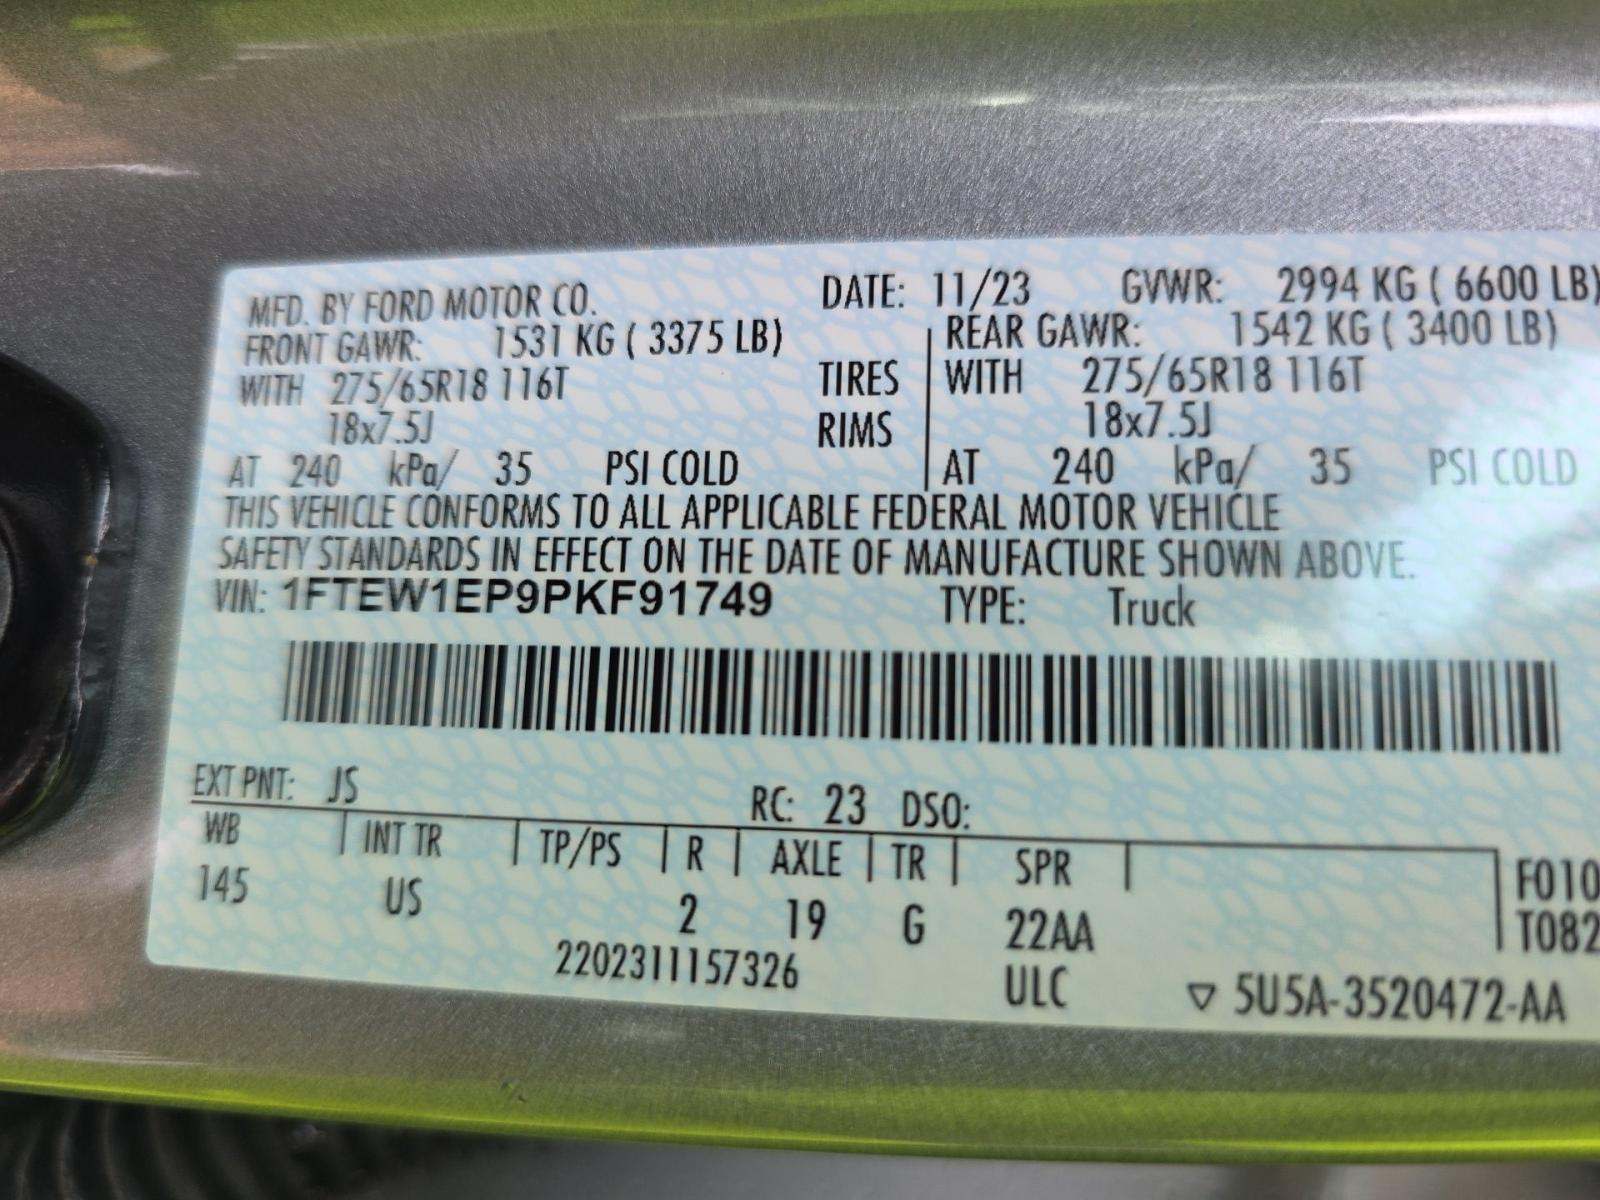 MFD. BY FORD MOTOR CO. DATE: 11/23 GVWR: 2994 KG ( 6600 LB)
FRONT GAWR: 1531 KG ( 3375 LB) REAR GAWR: 1542 KG ( 3400 LB)
WITH 275/65R18 116T TIRES WITH 275/65R18 116T
18x7.5J RIMS 18x7.5J
AT 240 kPa/ 35 PSI COLD AT 240 kPa/ 35 PSI COLD
THIS VEHICLE CONFORMS TO ALL APPLICABLE FEDERAL MOTOR VEHICLE
SAFETY STANDARDS IN EFFECT ON THE DATE OF MANUFACTURE SHOWN ABOVE.
VIN: 1FTEW1EP9PKF91749 TYPE: Truck
EXT PNT: JS RC: 23 DSO:
WB INT TR TP/PS R AXLE TR SPR F010
145 US 2 19 G 22AA T082
2202311157326 ULC ▽ 5U5A-3520472-AA